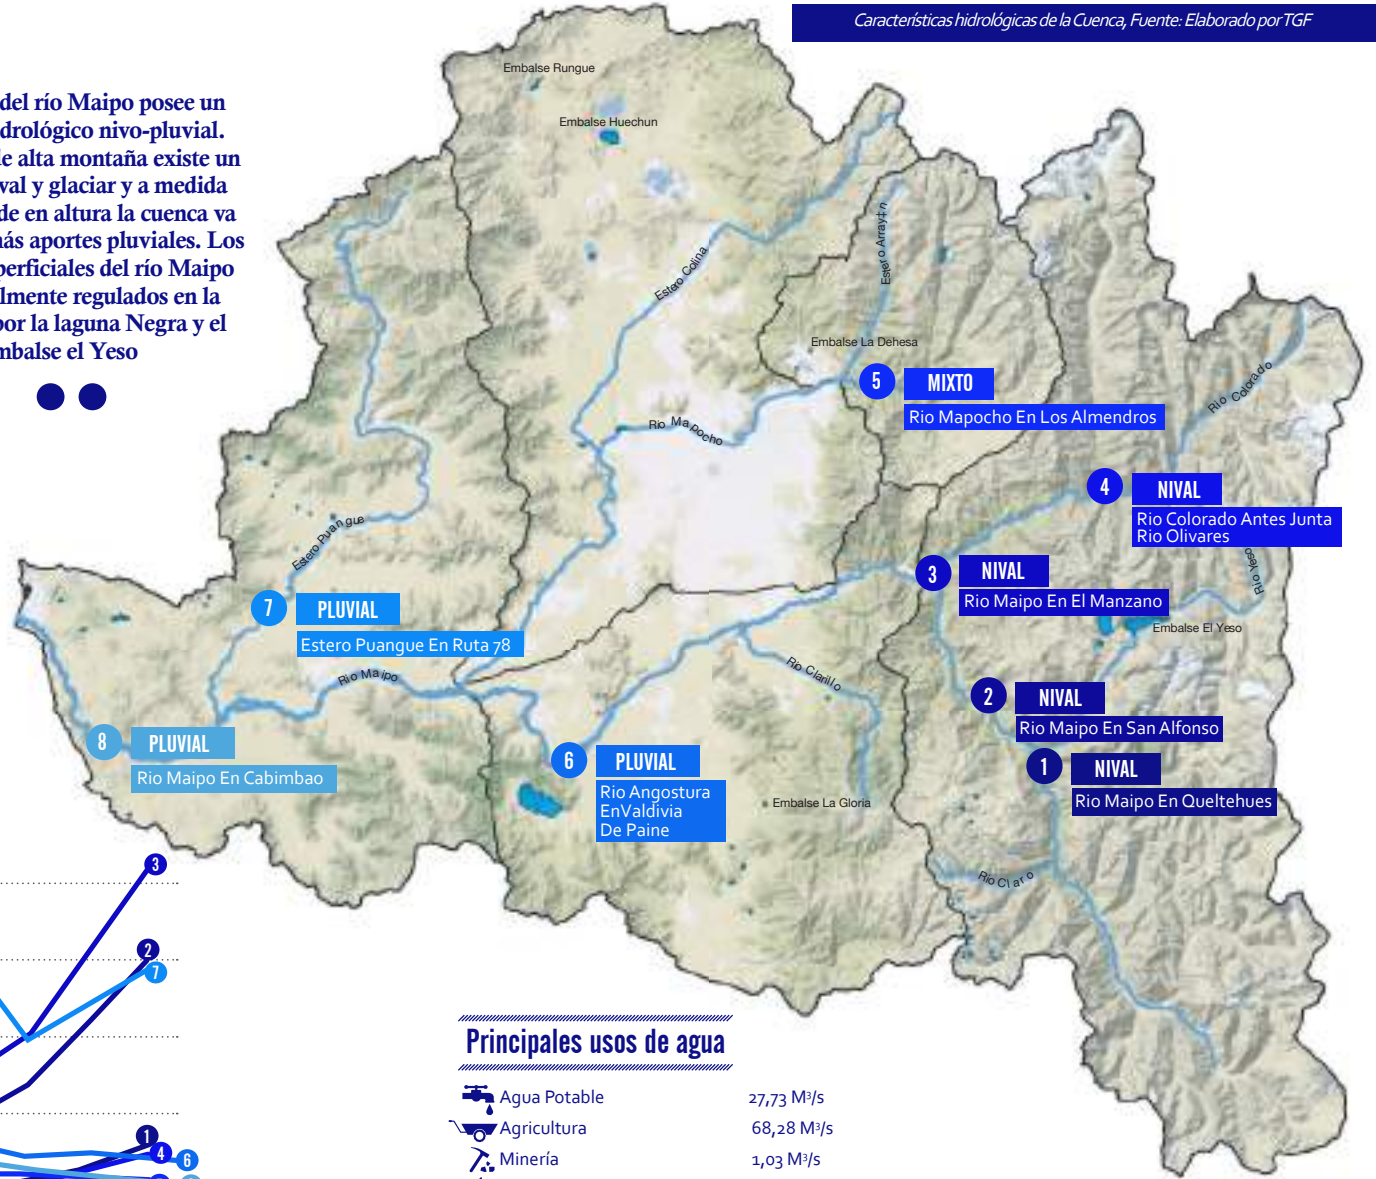 Características hidrológicas de la Cuenca, Fuente: Elaborado por TGF
del río Maipo posee un
drológico nivo-pluvial.
de alta montaña existe un
val y glaciar y a medida
de en altura la cuenca va
más aportes pluviales. Los
perficiales del río Maipo
lmente regulados en la
por la laguna Negra y el
mbalse el Yeso
Embalse Rungue
Embalse Huechun
Estero Colina
Estero Array‡n
Embalse La Dehesa
5 MIXTO
Rio Mapocho En Los Almendros
Rio Mapocho
Rio Colorado
4 NIVAL
Rio Colorado Antes Junta
Rio Olivares
Estero Puangue
Rio Yeso
3 NIVAL
Rio Maipo En El Manzano
7 PLUVIAL
Estero Puangue En Ruta 78
Embalse El Yeso
Rio Maipo
Rio Clarillo
2 NIVAL
Rio Maipo En San Alfonso
8 PLUVIAL
Rio Maipo En Cabimbao
6 PLUVIAL
Rio Angostura
EnValdivia
De Paine
1 NIVAL
Rio Maipo En Queltehues
Embalse La Gloria
Rio Claro
3
2
7
1
4
6
Principales usos de agua
Agua Potable 27,73 M³/s
Agricultura 68,28 M³/s
Minería 1,03 M³/s